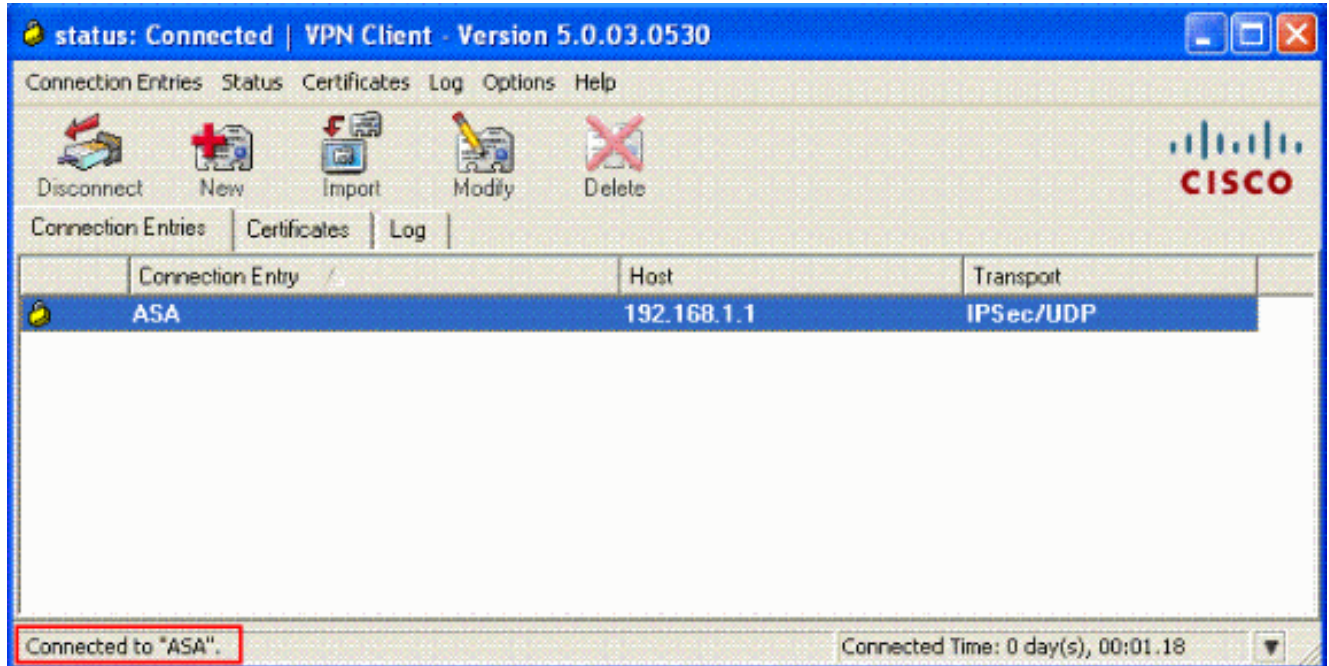 status: Connected | VPN Client - Version 5.0.03.0530
Connection Entries Status Certificates Log Options Help
Disconnect New Import Modify Delete
CISCO
Connection Entries Certificates Log
Connection Entry Host Transport
ASA 192.168.1.1 IPSec/UDP
Connected to "ASA". Connected Time: 0 day(s), 00:01.18